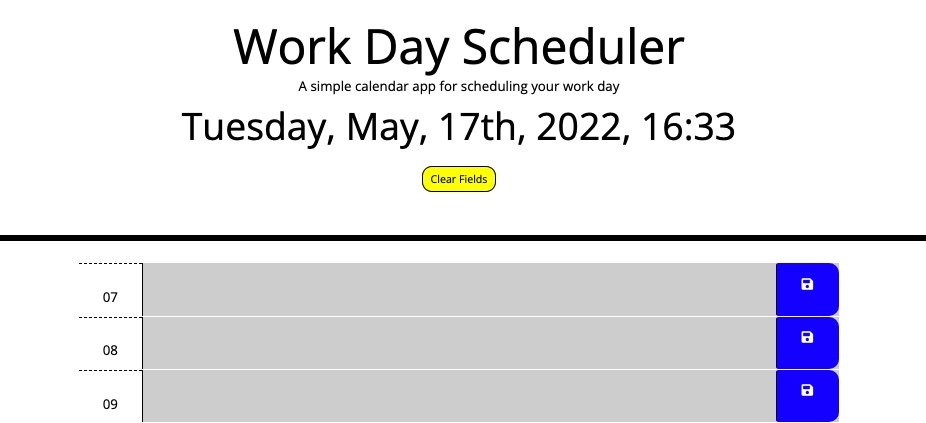 Work Day Scheduler
A simple calendar app for scheduling your work day
Tuesday, May, 17th, 2022, 16:33
Clear Fields
07
08
09